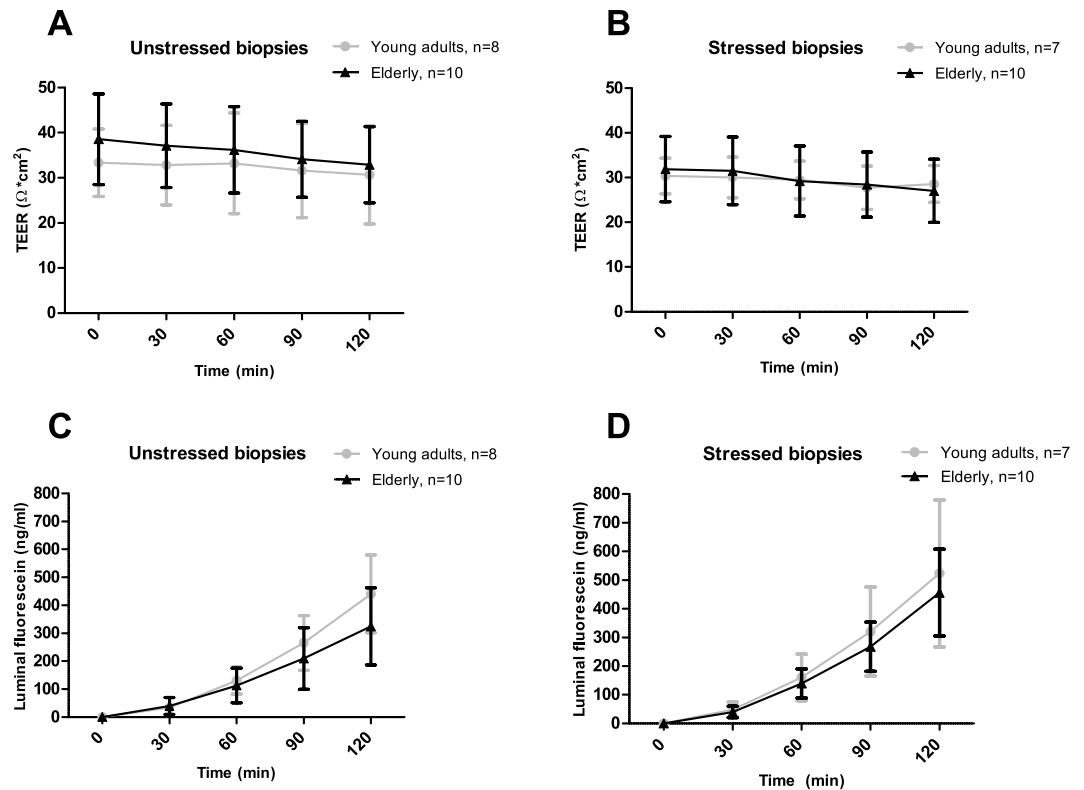 A
Unstressed biopsies
Young adults, n=8
Elderly, n=10
TEER (Ω*cm²)
50
40
30
20
10
0
0
30
60
90
120
Time (min)
B
Stressed biopsies
Young adults, n=7
Elderly, n=10
TEER (Ω*cm²)
50
40
30
20
10
0
0
30
60
90
120
Time (min)
C
Unstressed biopsies
Young adults, n=8
Elderly, n=10
Luminal fluorescein (ng/ml)
800
700
600
500
400
300
200
100
0
0
30
60
90
120
Time (min)
D
Stressed biopsies
Young adults, n=7
Elderly, n=10
Luminal fluorescein (ng/ml)
800
700
600
500
400
300
200
100
0
0
30
60
90
120
Time (min)